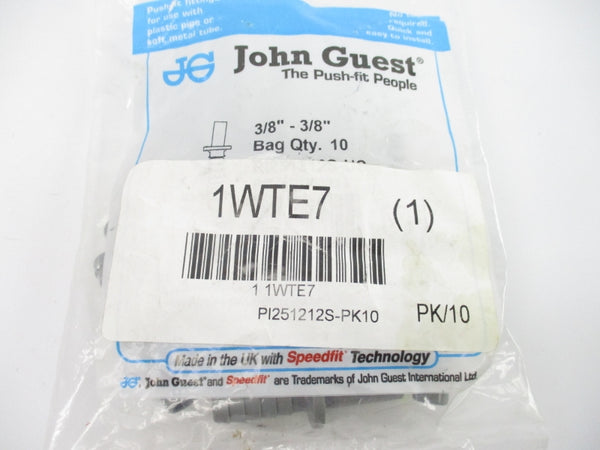 Push-fit fittings
for use with
plastic pipe or
soft metal tube.
No
required.
Quick and
easy to install.
JG John Guest®
The Push-fit People
3/8" - 3/8"
Bag Qty. 10
1WTE7 (1)
1 1WTE7
PI251212S-PK10 PK/10
Made in the UK with Speedfit® Technology
JG John Guest® and Speedfit® are Trademarks of John Guest International Ltd.